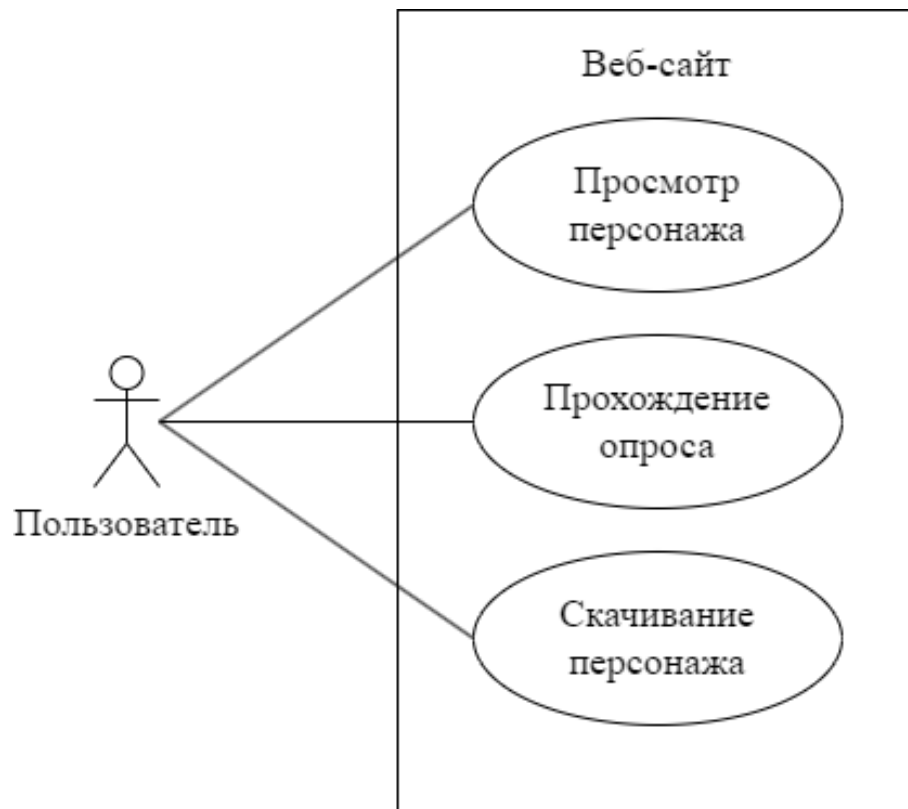 Веб-сайт
Просмотр
персонажа
Прохождение
опроса
Пользователь
Скачивание
персонажа